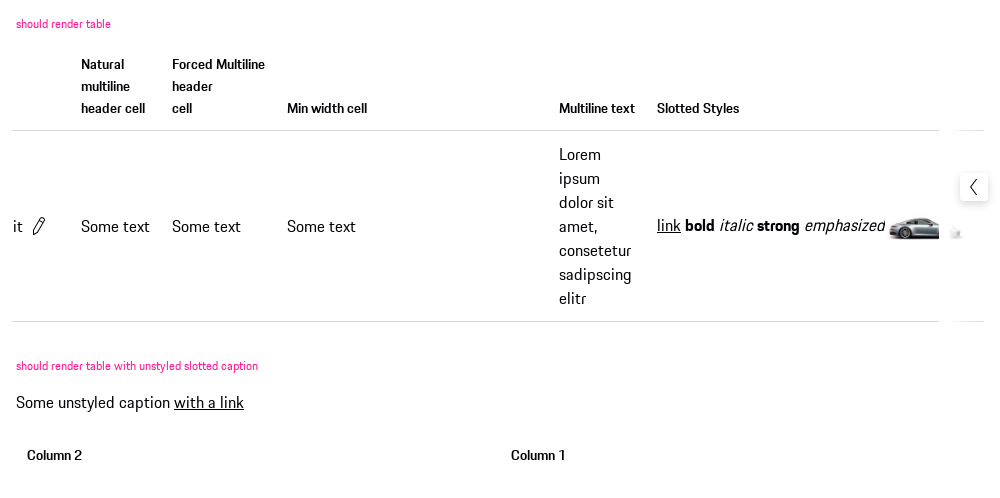 should render table
Natural
multiline
header cell
Forced Multiline
header
cell
Min width cell
Multiline text
Slotted Styles
it
Some text
Some text
Some text
Lorem
ipsum
dolor sit
amet,
consetetur
sadipscing
elitr
link bold italic strong emphasized
should render table with unstyled slotted caption
Some unstyled caption with a link
Column 2
Column 1